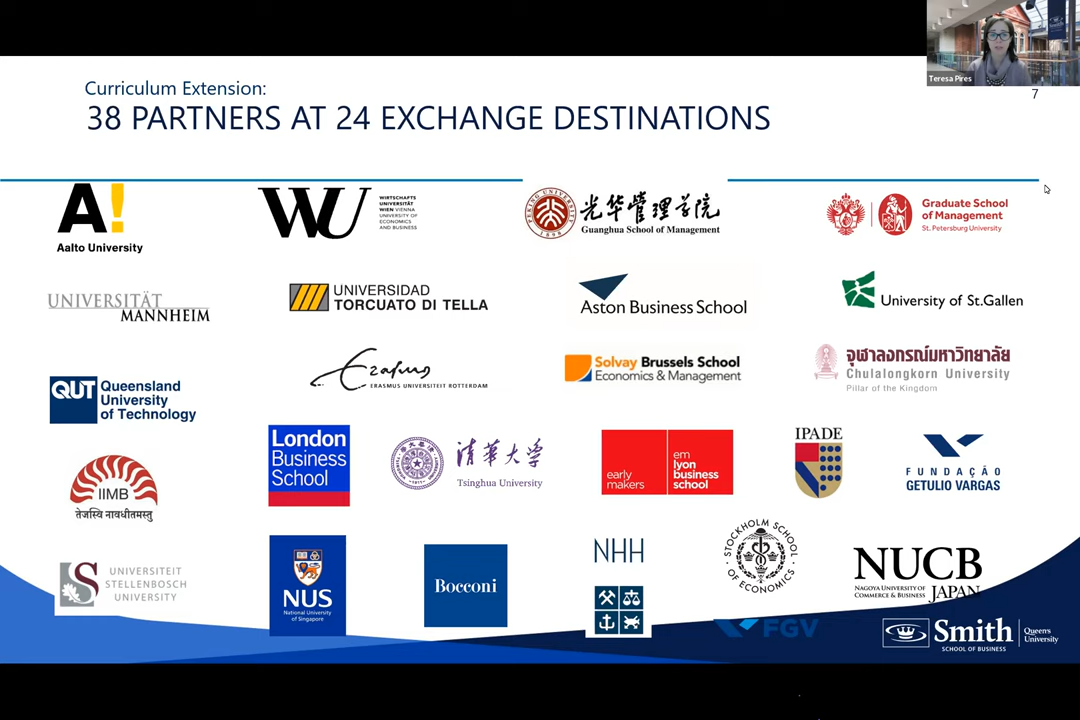 Teresa Pires
7
Curriculum Extension:
38 PARTNERS AT 24 EXCHANGE DESTINATIONS
A!
Aalto University
WU
WIRTSCHAFTS
UNIVERSITÄT
WIEN VIENNA
UNIVERSITY OF
ECONOMICS
AND BUSINESS
PEKING UNIVERSITY
1898
光华管理学院
Guanghua School of Management
Graduate School
of Management
St. Petersburg University
UNIVERSITÄT
MANNHEIM
UNIVERSIDAD
TORCUATO DI TELLA
Aston Business School
University of St.Gallen
QUT
Queensland
University
of Technology
Erasmus
ERASMUS UNIVERSITEIT ROTTERDAM
Solvay Brussels School
Economics & Management
จุฬาลงกรณ์มหาวิทยาลัย
Chulalongkorn University
Pillar of the Kingdom
IIMB
तेजस्वि नावधीतमस्तु
London
Business
School
清華大学
Tsinghua University
early
makers
em
lyon
business
school
IPADE
FUNDAÇÃO
GETULIO VARGAS
UNIVERSITEIT
STELLENBOSCH
UNIVERSITY
NUS
National University
of Singapore
Bocconi
NHH
STOCKHOLM SCHOOL
OF ECONOMICS
NUCB
NAGOYA UNIVERSITY OF
COMMERCE & BUSINESS
JAPAN
FGV
Smith
SCHOOL OF BUSINESS
Queen's
University